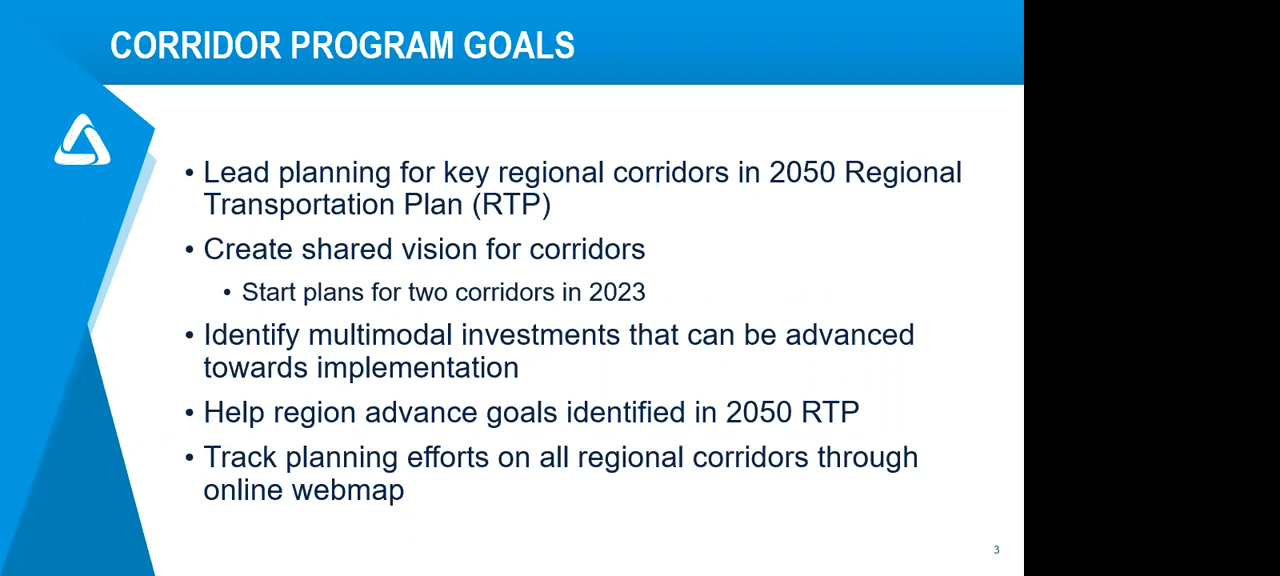 CORRIDOR PROGRAM GOALS
• Lead planning for key regional corridors in 2050 Regional
Transportation Plan (RTP)
• Create shared vision for corridors
• Start plans for two corridors in 2023
• Identify multimodal investments that can be advanced
towards implementation
• Help region advance goals identified in 2050 RTP
• Track planning efforts on all regional corridors through
online webmap
3